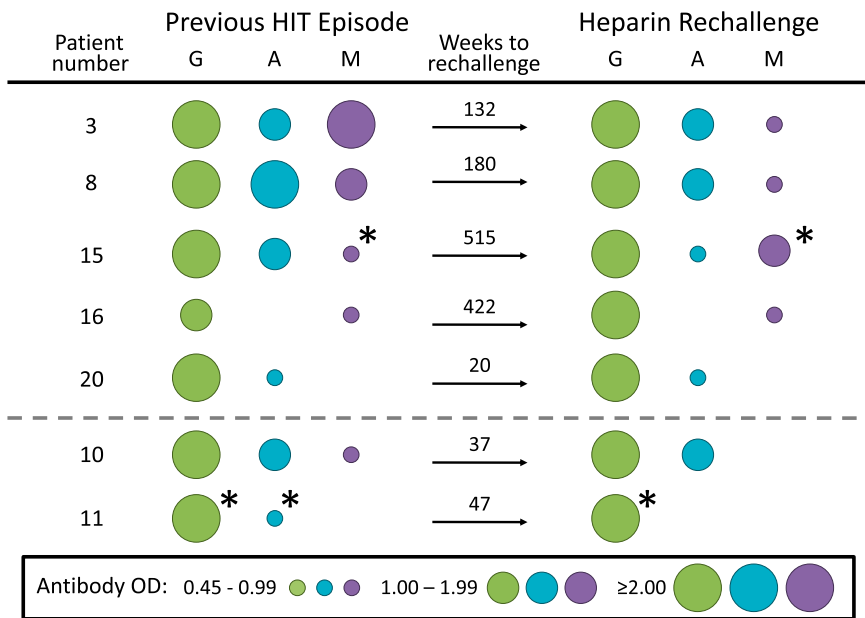 Previous HIT Episode Heparin Rechallenge
Patient number G A M Weeks to rechallenge G A M
3 132
8 180
15 * 515 *
16 422
20 20
10 37
11 * * 47 *
Antibody OD: 0.45 - 0.99 1.00 – 1.99 ≥2.00